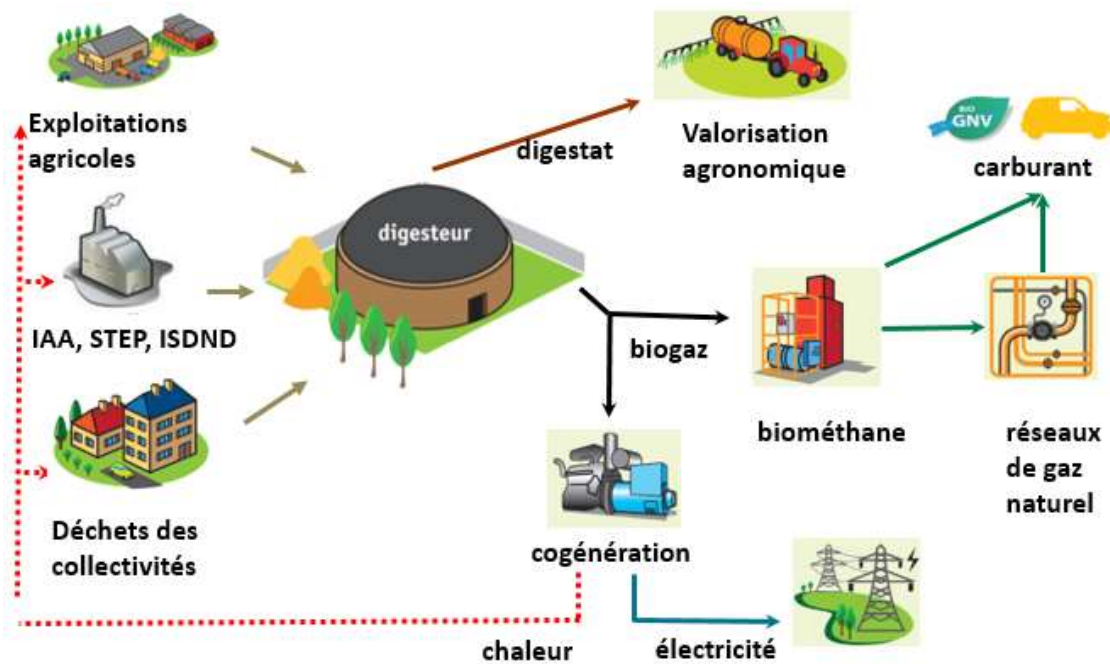 Exploitations
agricoles
IAA, STEP, ISDND
Déchets des
collectivités
digesteur
digestat
Valorisation
agronomique
BIO
GNV
carburant
biogaz
biométhane
réseaux
de gaz
naturel
cogénération
chaleur
électricité